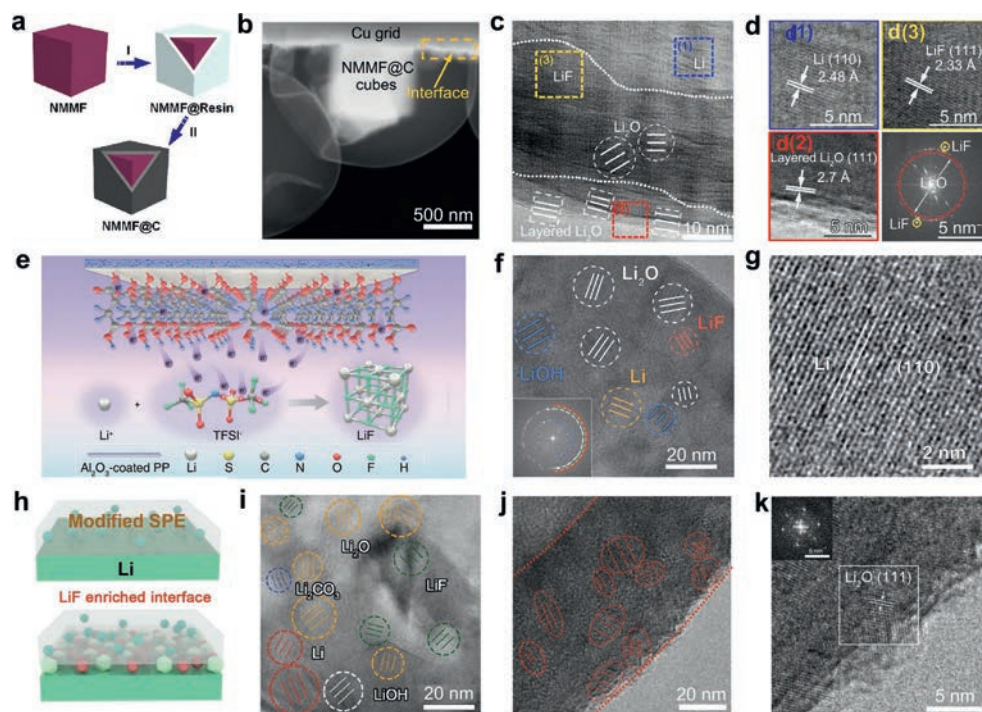 a
NMMF
I
NMMF@Resin
II
NMMF@C
b
Cu grid
NMMF@C
cubes
Interface
500 nm
c
(3)
LiF
(1)
Li
Li₂O
Layered Li₂O
10 nm
d
d(1)
Li (110)
2.48 Å
5 nm
d(3)
LiF (111)
2.33 Å
5 nm
d(2)
Layered Li₂O (111)
2.7 Å
5 nm
LiF
Li₂O
LiF
5 nm⁻¹
e
Li⁺
+
TFSI⁻
LiF
Al₂O₃-coated PP
Li
S
C
N
O
F
H
f
Li₂O
LiF
LiOH
Li
20 nm
g
Li
(110)
2 nm
h
Modified SPE
Li
LiF enriched interface
i
Li₂O
LiF
Li₂CO₃
Li
LiOH
20 nm
j
20 nm
k
Li₂O (111)
5 nm